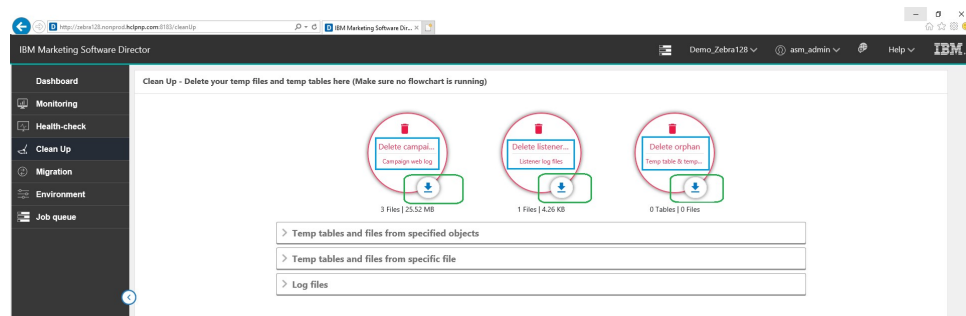 http://zebra128.nonprod.hclpnp.com:8183/cleanUp
IBM Marketing Software Dir...
IBM Marketing Software Director
Demo_Zebra128
asm_admin
Help
IBM
Dashboard
Monitoring
Health-check
Clean Up
Migration
Environment
Job queue
Clean Up - Delete your temp files and temp tables here (Make sure no flowchart is running)
Delete campai...
Campaign web log
3 Files | 25.52 MB
Delete listener...
Listener log files
1 Files | 4.26 KB
Delete orphan
Temp table & temp...
0 Tables | 0 Files
Temp tables and files from specified objects
Temp tables and files from specific file
Log files